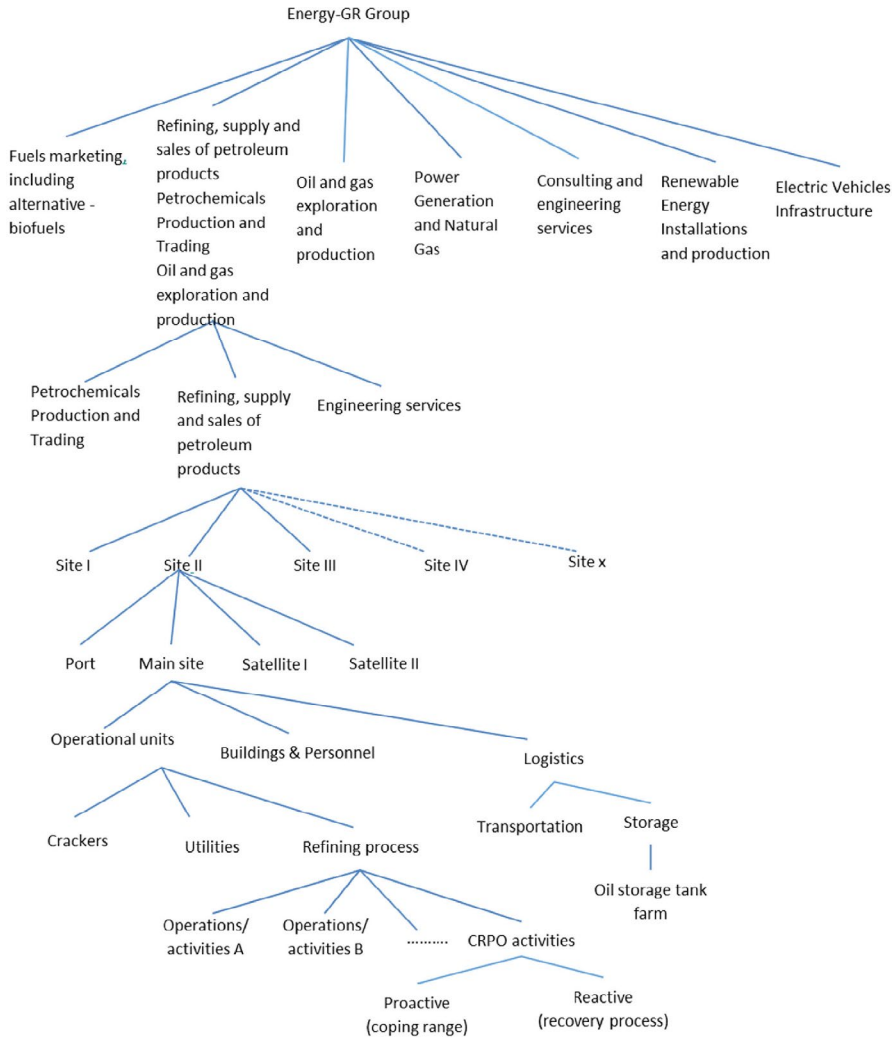 Energy-GR Group
Fuels marketing,
including
alternative -
biofuels
Refining, supply and
sales of petroleum
products
Petrochemicals
Production and
Trading
Oil and gas
exploration and
production
Oil and gas
exploration
and
production
Power
Generation
and Natural
Gas
Consulting and
engineering
services
Renewable
Energy
Installations
and production
Electric Vehicles
Infrastructure
Petrochemicals
Production and
Trading
Refining, supply
and sales of
petroleum
products
Engineering services
Site I
Site II
Site III
Site IV
Site x
Port
Main site
Satellite I
Satellite II
Operational units
Buildings & Personnel
Logistics
Crackers
Utilities
Refining process
Transportation
Storage
Oil storage tank
farm
Operations/
activities A
Operations/
activities B
..........
CRPO activities
Proactive
(coping range)
Reactive
(recovery process)